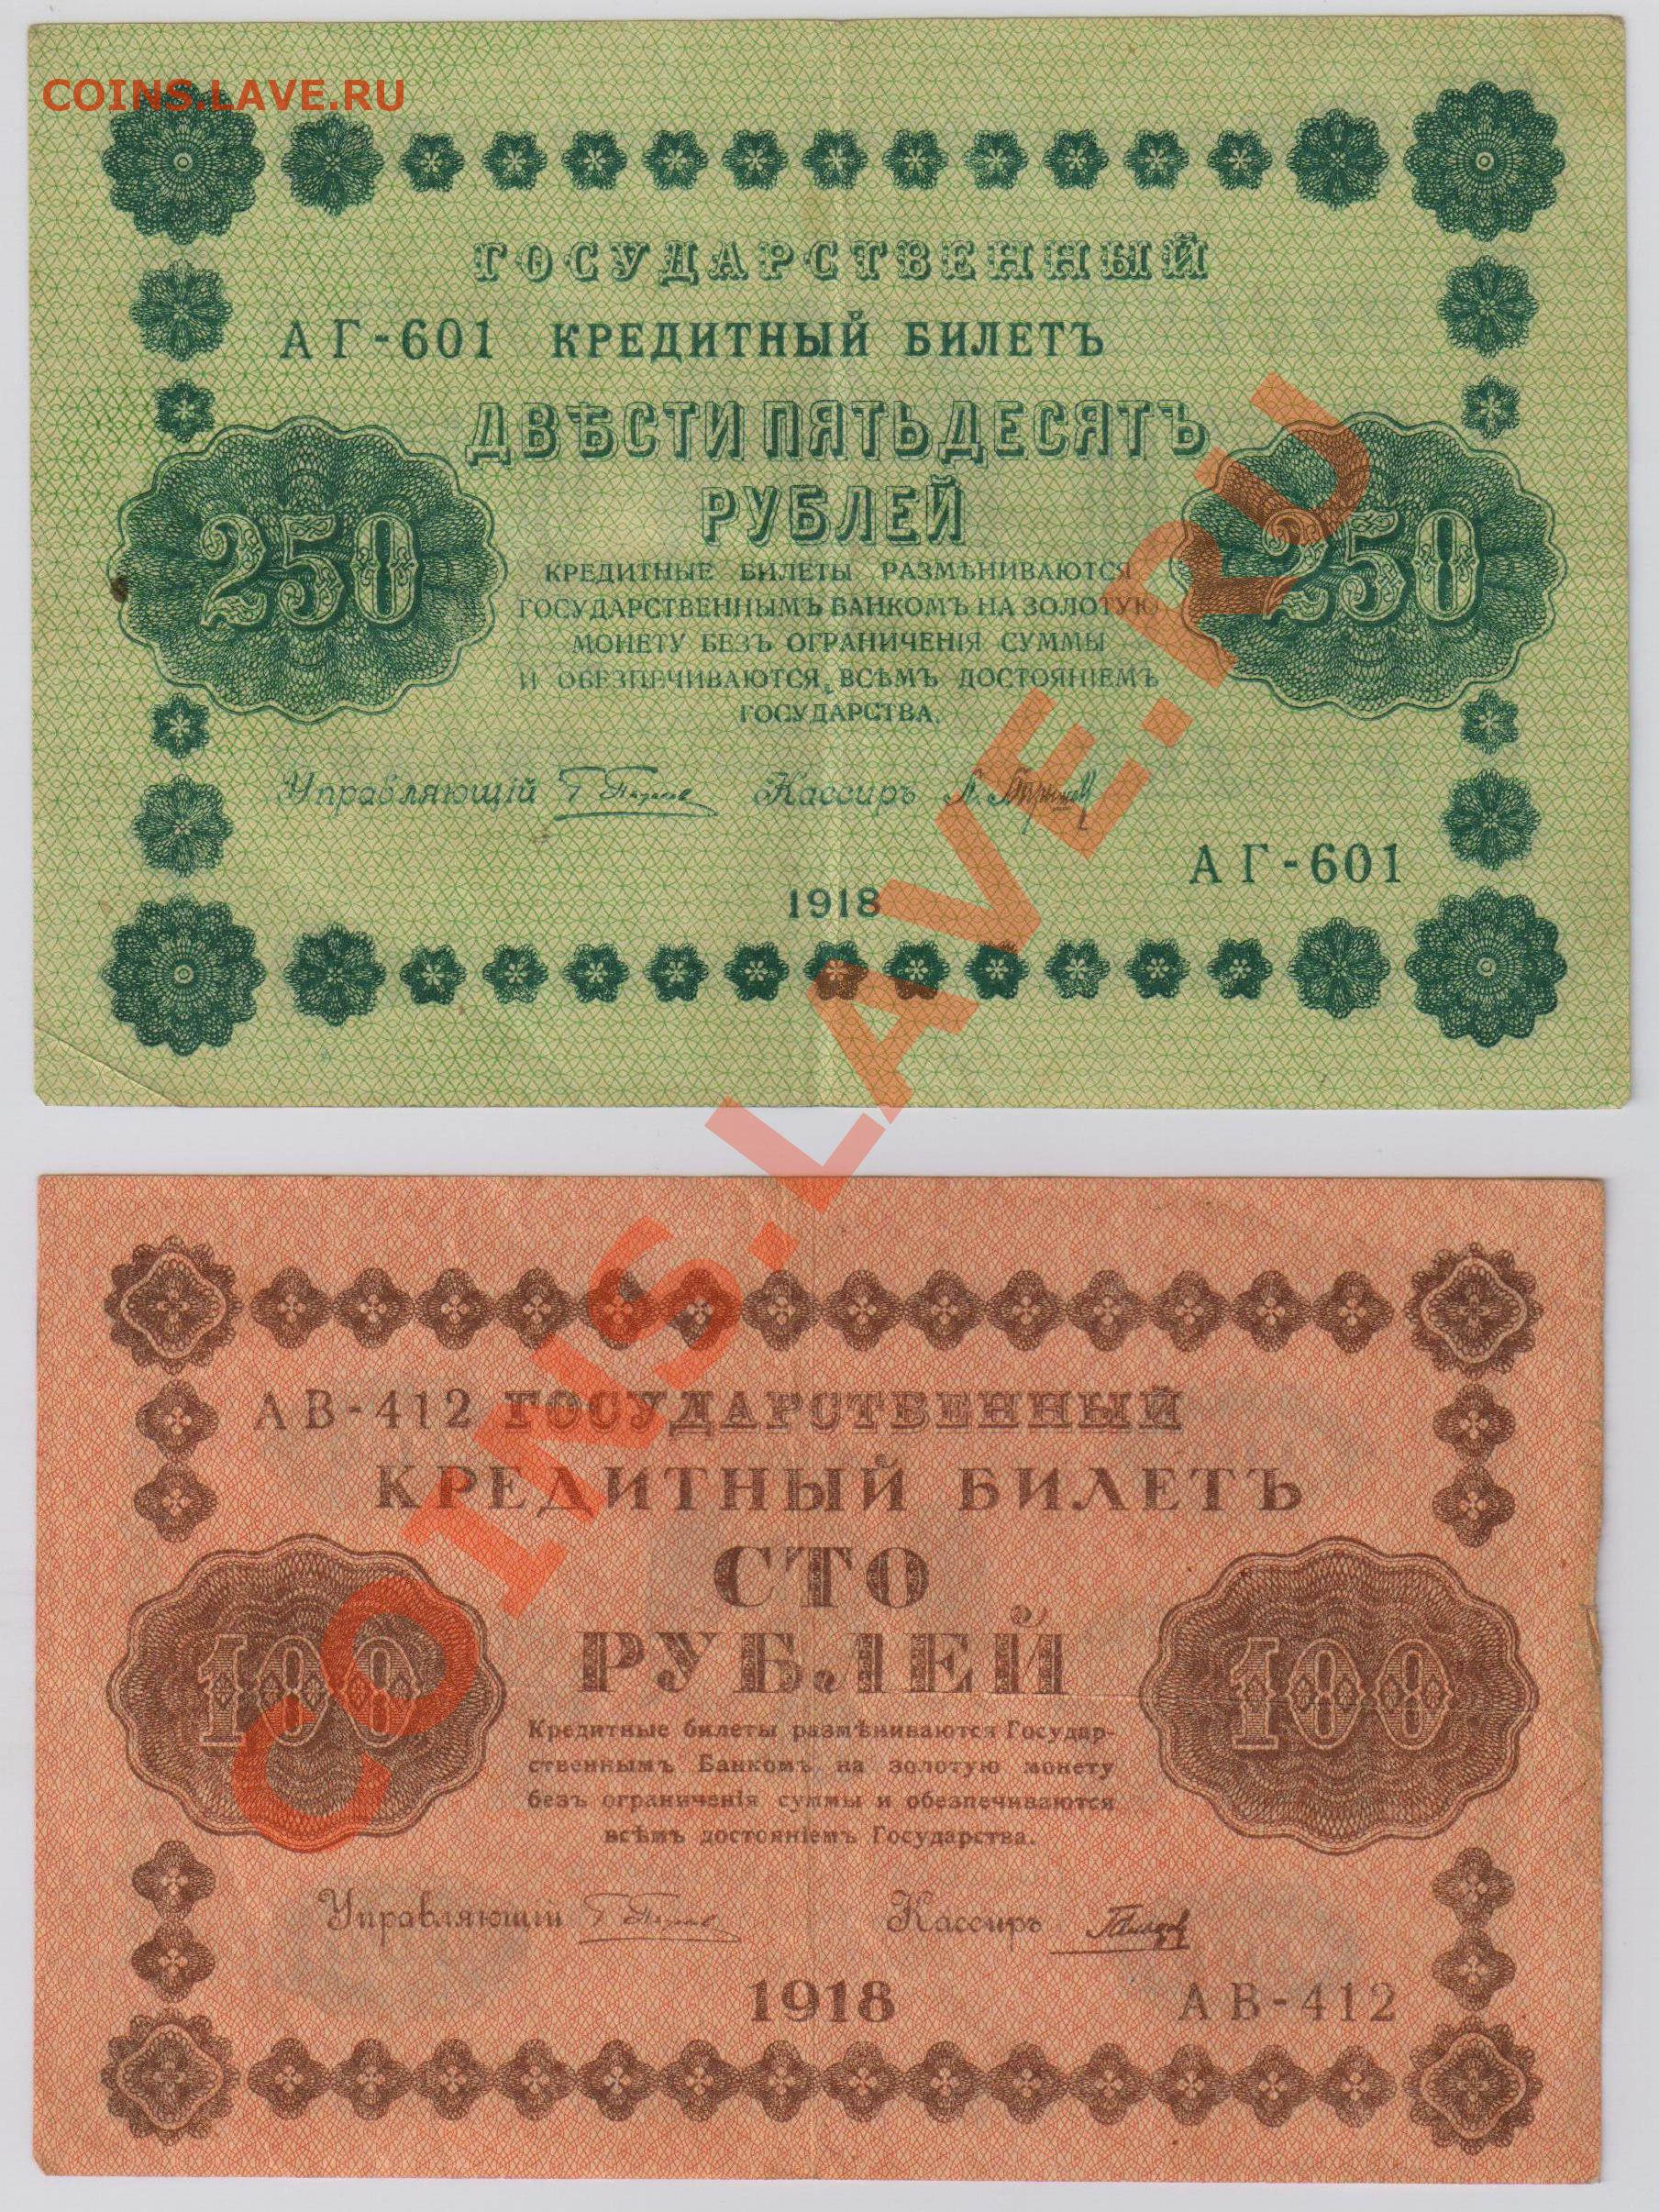 COINS.LAVE.RU
ГОСУДАРСТВЕННЫЙ
АГ-601 КРЕДИТНЫЙ БИЛЕТЪ
ДВѢСТИ ПЯТЬДЕСЯТЪ
РУБЛЕЙ
250 250
КРЕДИТНЫЕ БИЛЕТЫ РАЗМѢНИВАЮТСЯ
ГОСУДАРСТВЕННЫМЪ БАНКОМЪ НА ЗОЛОТУЮ
МОНЕТУ БЕЗЪ ОГРАНИЧЕНІЯ СУММЫ
И ОБЕЗПЕЧИВАЮТСЯ ВСѢМЪ ДОСТОЯНІЕМЪ
ГОСУДАРСТВА.
Управляющій Кассиръ
АГ-601
1918
COINS.LAVE.RU
АВ-412 ГОСУДАРСТВЕННЫЙ
КРЕДИТНЫЙ БИЛЕТЪ
СТО
РУБЛЕЙ
100 100
Кредитные билеты размѣниваются Государ-
ственнымъ Банкомъ на золотую монету
безъ ограниченія суммы и обезпечиваются
всѣмъ достояніемъ Государства.
Управляющій Кассиръ
1918 АВ-412